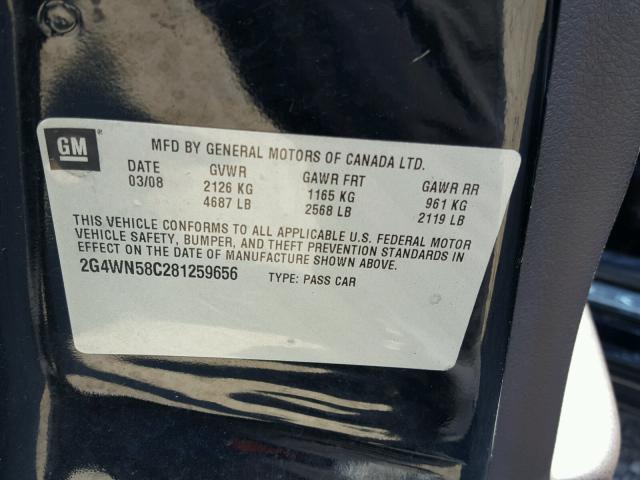 GM ® MFD BY GENERAL MOTORS OF CANADA LTD.
DATE GVWR GAWR FRT GAWR RR
03/08 2126 KG 1165 KG 961 KG
4687 LB 2568 LB 2119 LB
THIS VEHICLE CONFORMS TO ALL APPLICABLE U.S. FEDERAL MOTOR
VEHICLE SAFETY, BUMPER, AND THEFT PREVENTION STANDARDS IN
EFFECT ON THE DATE OF MANUFACTURE SHOWN ABOVE.
2G4WN58C281259656 TYPE: PASS CAR